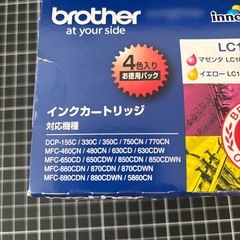 brother
at your side
inno
4色入り
お徳用パック
LC1
マゼンタ LC10
イエロー LC1
インクカートリッジ
対応機種
DCP-155C / 330C / 350C / 750CN / 770CN
MFC-460CN / 480CN / 630CD / 630CDW
MFC-650CD / 650CDW / 850CDN / 850CDWN
MFC-860CDN / 870CDN / 870CDWN
MFC-880CDN / 880CDWN / 5860CN